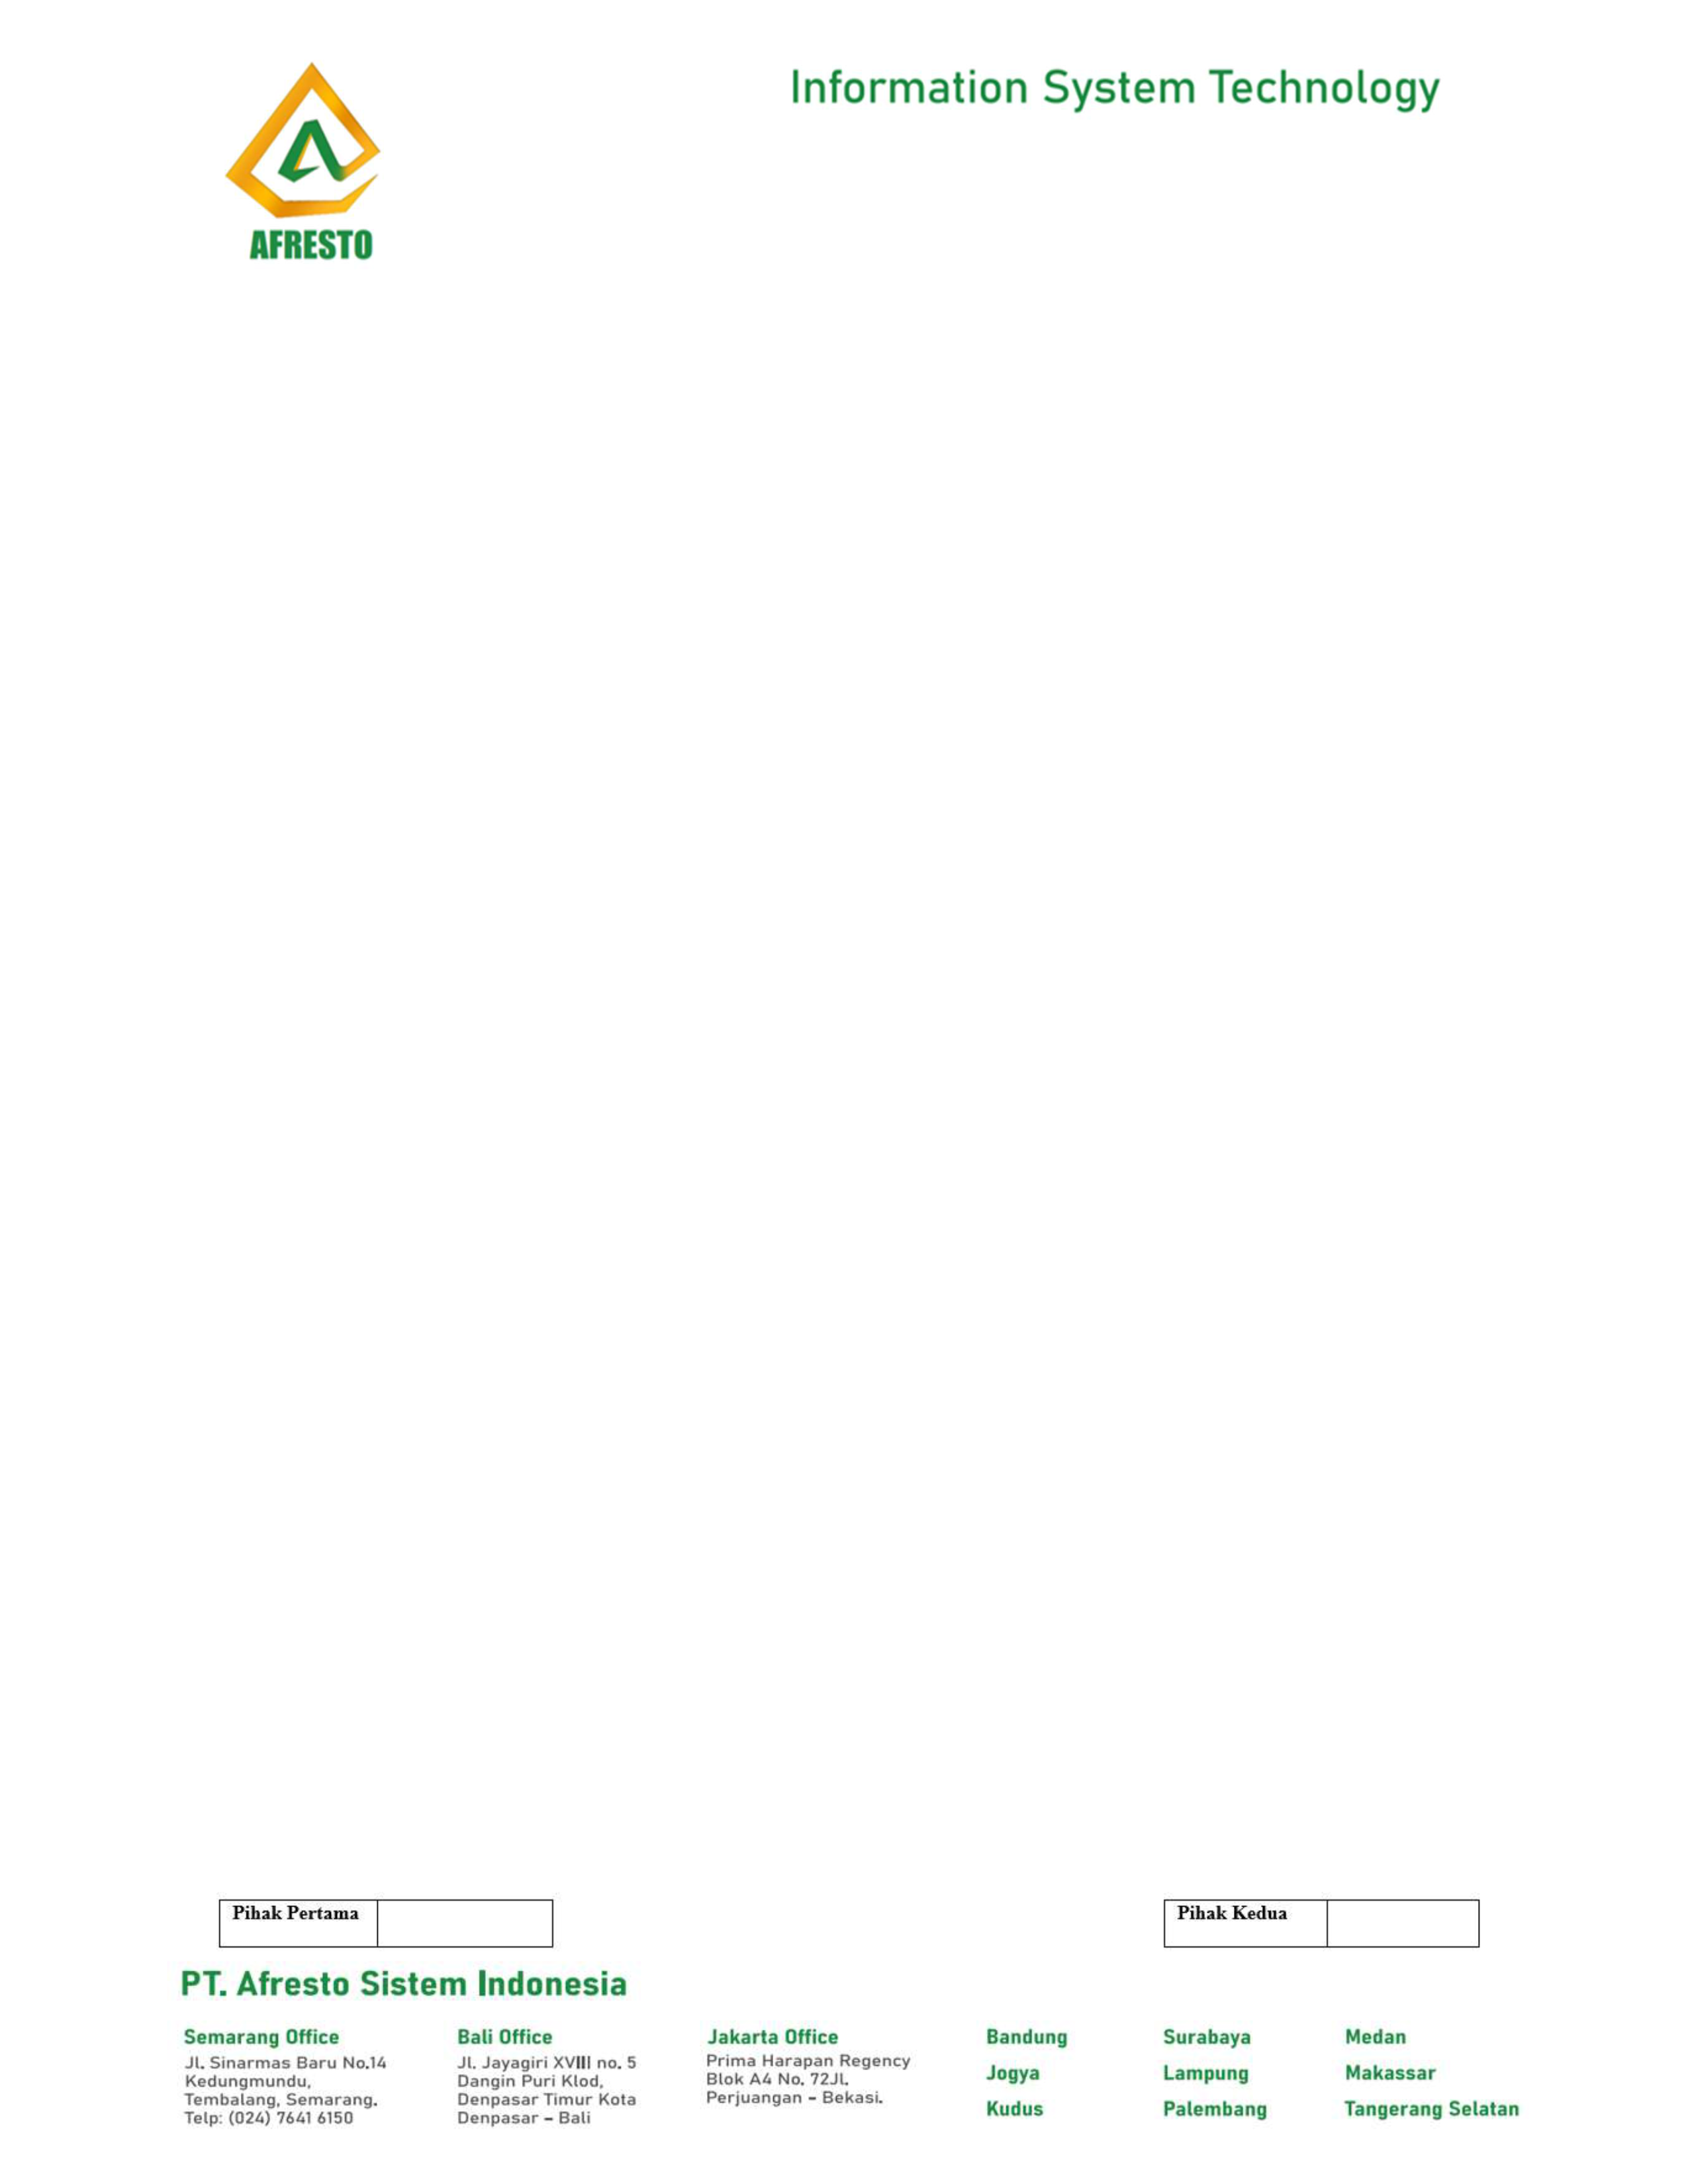 Information System Technology
AFRESTO
Pihak Pertama
Pihak Kedua
PT. Afresto Sistem Indonesia
Semarang Office
Jl. Sinarmas Baru No.14
Kedungmundu,
Tembalang, Semarang.
Telp: (024) 7641 6150
Bali Office
Jl. Jayagiri XVIII no. 5
Dangin Puri Klod,
Denpasar Timur Kota
Denpasar – Bali
Jakarta Office
Prima Harapan Regency
Blok A4 No. 72Jl.
Perjuangan – Bekasi.
Bandung
Jogya
Kudus
Surabaya
Lampung
Palembang
Medan
Makassar
Tangerang Selatan